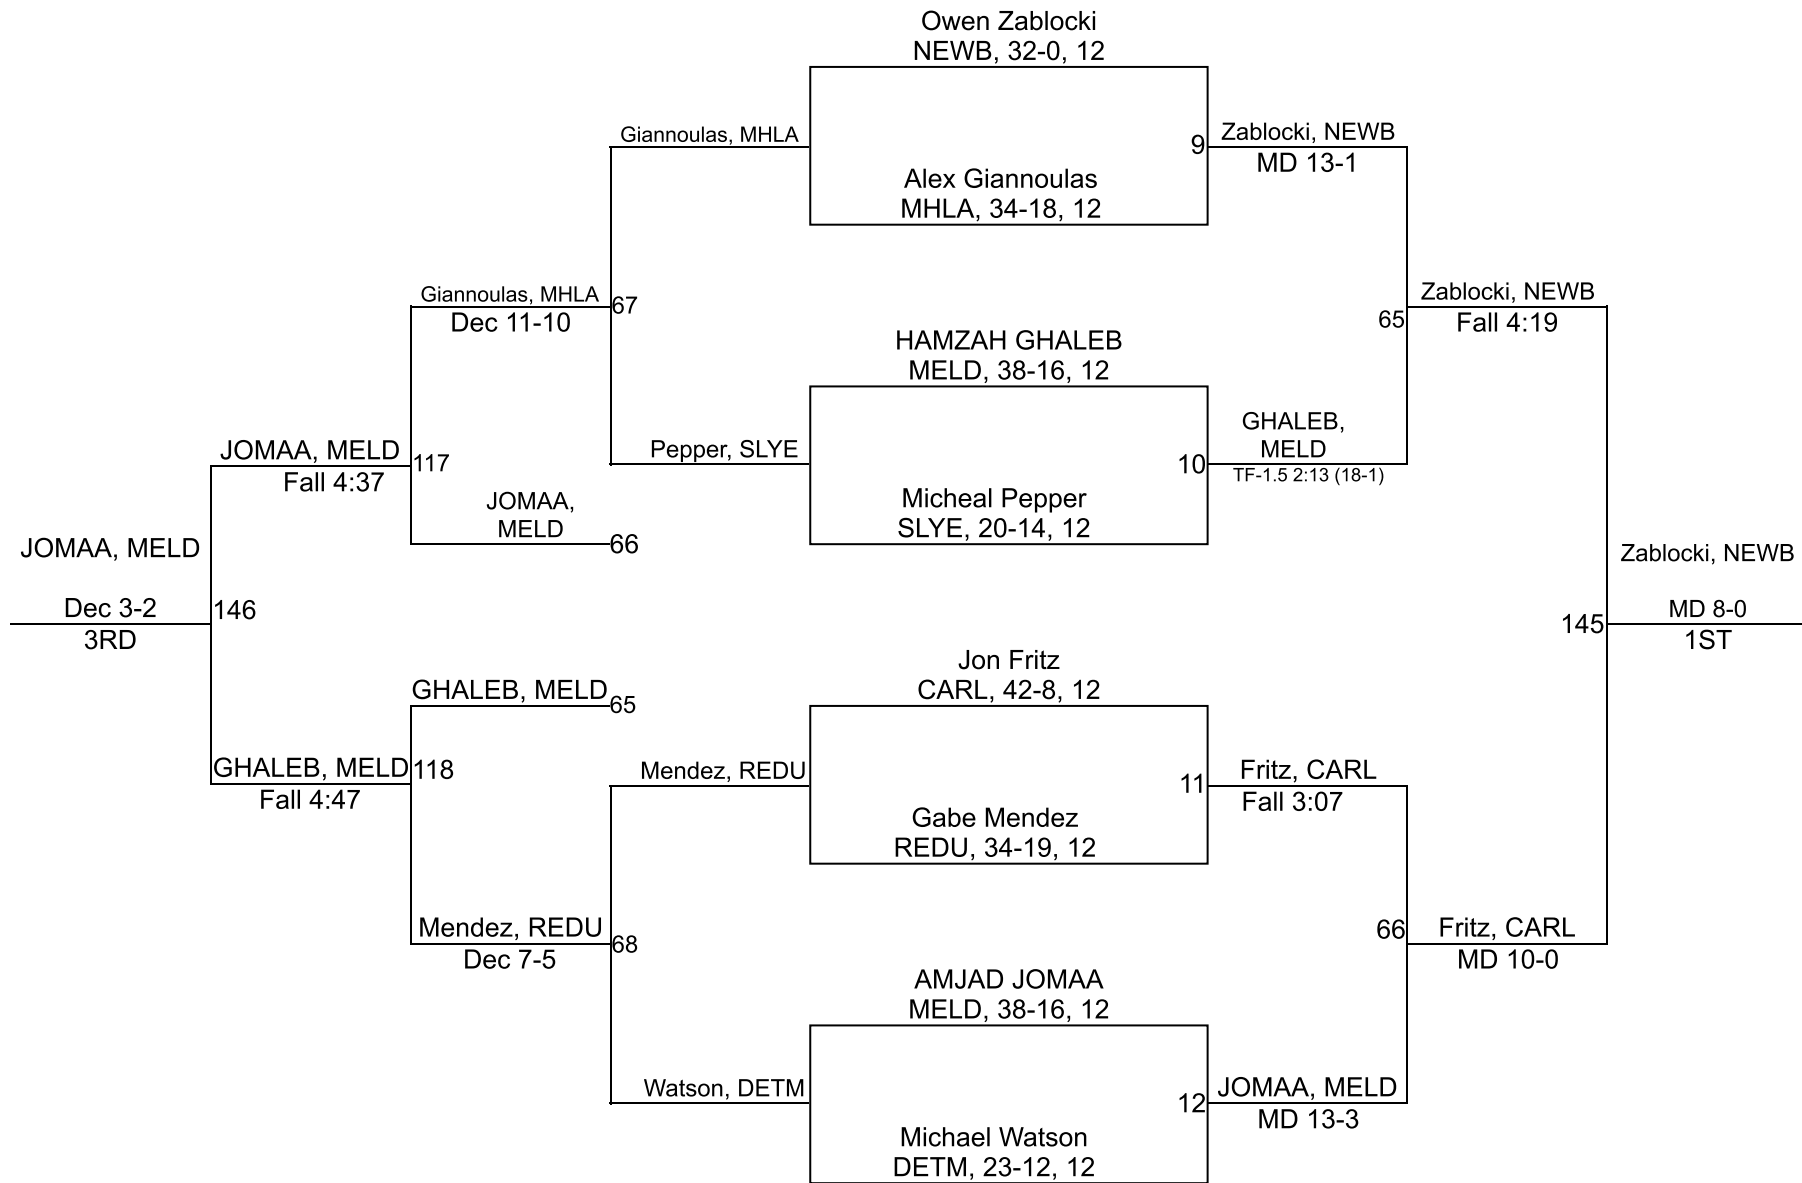 Owen Zablocki
NEWB, 32-0, 12
Giannoulas, MHLA
9
Zablocki, NEWB
MD 13-1
Alex Giannoulas
MHLA, 34-18, 12
Giannoulas, MHLA
Dec 11-10
67
65
Zablocki, NEWB
Fall 4:19
HAMZAH GHALEB
MELD, 38-16, 12
JOMAA, MELD
Fall 4:37
117
Pepper, SLYE
10
GHALEB,
MELD
TF-1.5 2:13 (18-1)
JOMAA,
MELD
66
Micheal Pepper
SLYE, 20-14, 12
JOMAA, MELD
Dec 3-2
3RD
146
145
Zablocki, NEWB
MD 8-0
1ST
Jon Fritz
CARL, 42-8, 12
GHALEB, MELD
65
GHALEB, MELD
Fall 4:47
118
Mendez, REDU
11
Fritz, CARL
Fall 3:07
Gabe Mendez
REDU, 34-19, 12
Mendez, REDU
Dec 7-5
68
66
Fritz, CARL
MD 10-0
AMJAD JOMAA
MELD, 38-16, 12
Watson, DETM
12
JOMAA, MELD
MD 13-3
Michael Watson
DETM, 23-12, 12